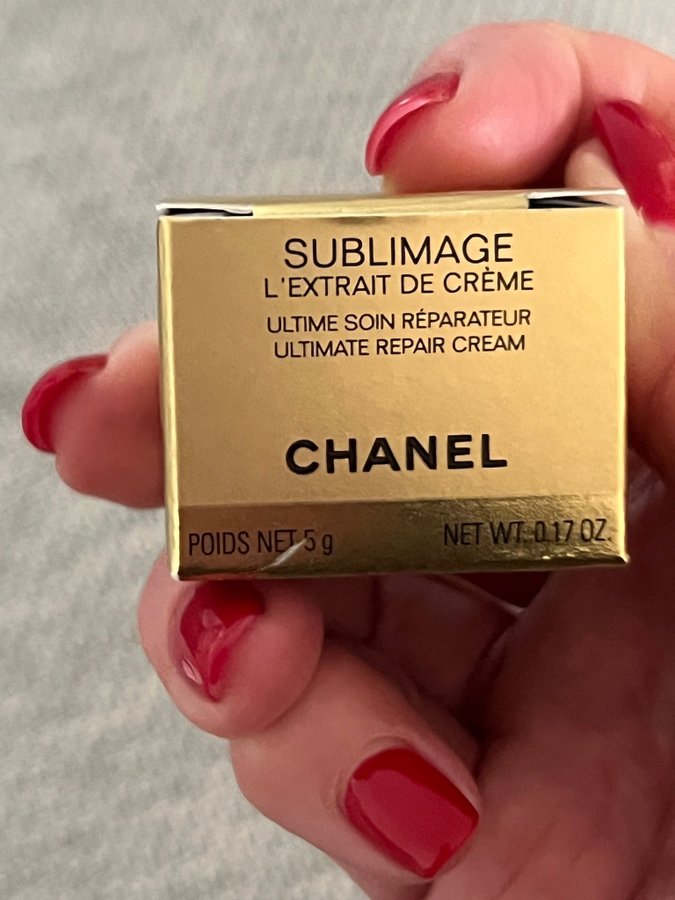 SUBLIMAGE
L'EXTRAIT DE CRÈME
ULTIME SOIN RÉPARATEUR
ULTIMATE REPAIR CREAM
CHANEL
POIDS NET 5 g NET WT. 0.17 OZ.